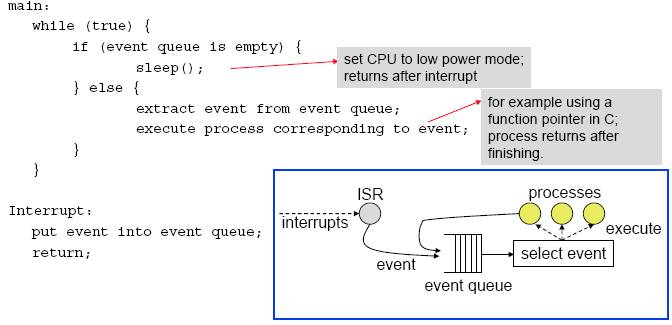 main:
while (true) {
if (event queue is empty) {
sleep();
set CPU to low power mode;
returns after interrupt
} else {
extract event from event queue;
execute process corresponding to event;
for example using a
function pointer in C;
process returns after
finishing.
}
}
Interrupt:
put event into event queue;
return;
ISR
processes
interrupts
execute
event
select event
event queue